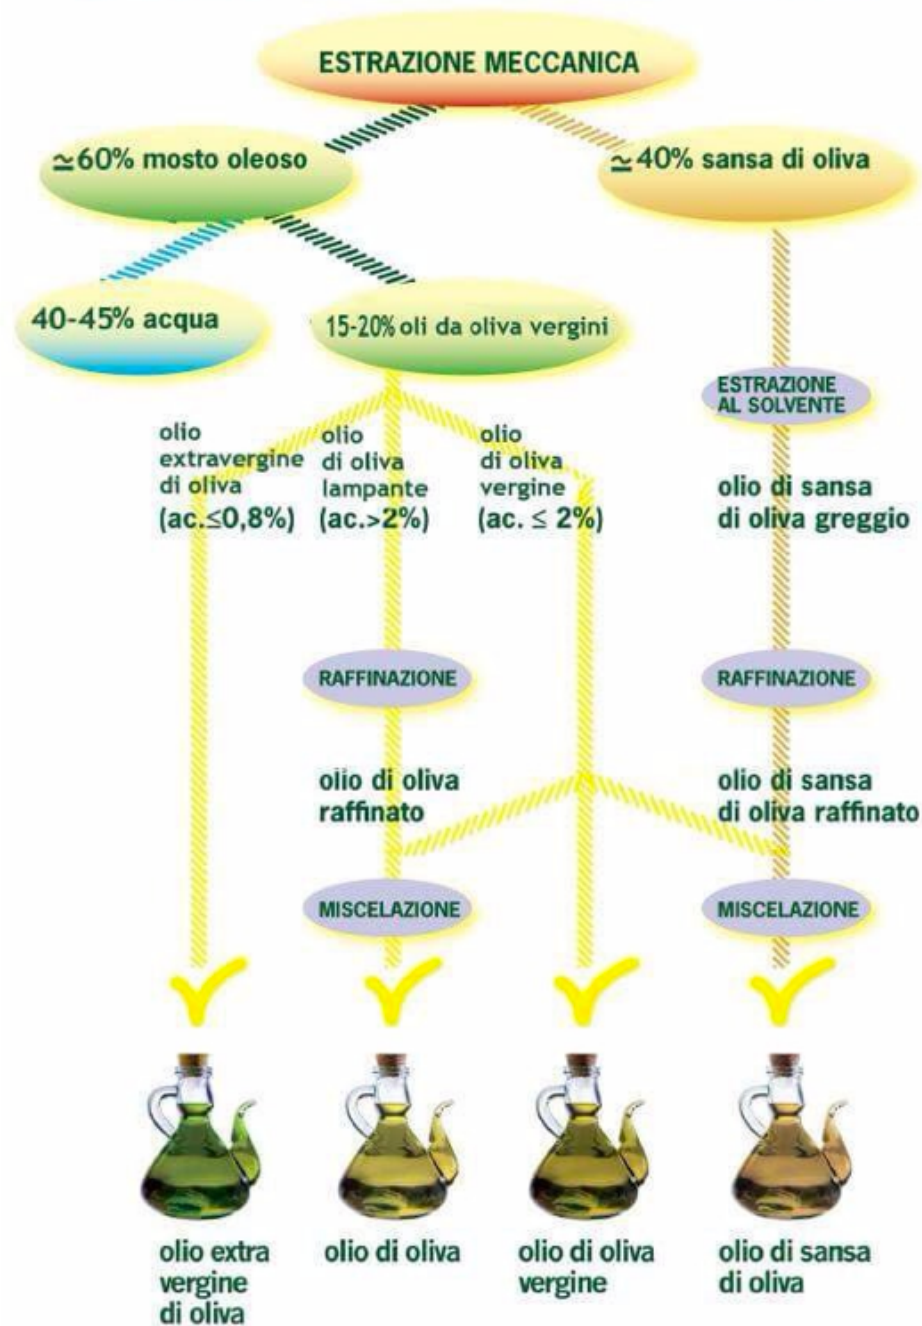 ESTRAZIONE MECCANICA
≃60% mosto oleoso
≃40% sansa di oliva
40-45% acqua
15-20% oli da oliva vergini
ESTRAZIONE
AL SOLVENTE
olio
extravergine
di oliva
(ac.≤0,8%)
olio
di oliva
lampante
(ac.>2%)
olio
di oliva
vergine
(ac. ≤ 2%)
olio di sansa
di oliva greggio
RAFFINAZIONE
RAFFINAZIONE
olio di oliva
raffinato
olio di sansa
di oliva raffinato
MISCELAZIONE
MISCELAZIONE
olio extra
vergine
di oliva
olio di oliva
olio di oliva
vergine
olio di sansa
di oliva